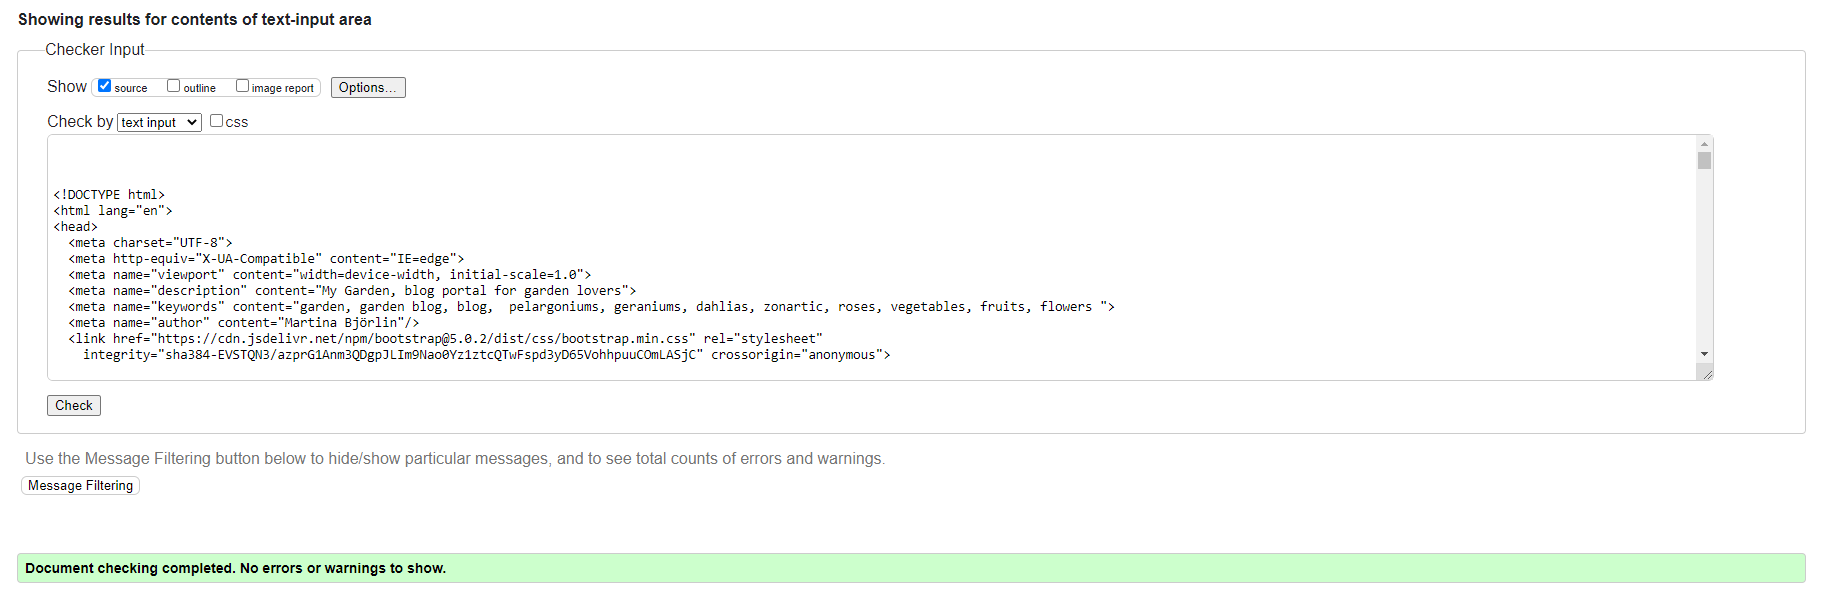 Showing results for contents of text-input area
Checker Input
Show source outline image report Options...
Check by text input css
<!DOCTYPE html>
<html lang="en">
<head>
<meta charset="UTF-8">
<meta http-equiv="X-UA-Compatible" content="IE=edge">
<meta name="viewport" content="width=device-width, initial-scale=1.0">
<meta name="description" content="My Garden, blog portal for garden lovers">
<meta name="keywords" content="garden, garden blog, blog,  pelargoniums, geraniums, dahlias, zonartic, roses, vegetables, fruits, flowers ">
<meta name="author" content="Martina Björlin"/>
<link href="https://cdn.jsdelivr.net/npm/bootstrap@5.0.2/dist/css/bootstrap.min.css" rel="stylesheet"
integrity="sha384-EVSTQN3/azprG1Anm3QDgpJLIm9Nao0Yz1ztcQTwFspd3yD65VohhpuuCOmLASjC" crossorigin="anonymous">
Check
Use the Message Filtering button below to hide/show particular messages, and to see total counts of errors and warnings.
Message Filtering
Document checking completed. No errors or warnings to show.